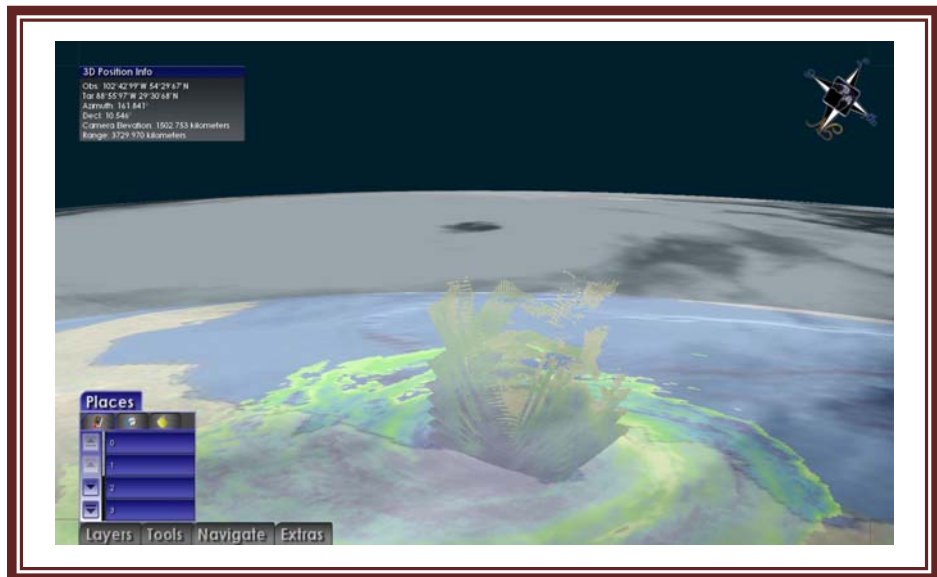 3D Position Info
Obs: 102°42'99"W 54°29'67"N
Tar 88°55'97"W 29°30'68"N
Azimuth: 161.841°
Decl: 10.546°
Camera Elevation: 1502.753 kilometers
Range: 3729.970 kilometers
Places
0
1
2
3
Layers Tools Navigate Extras